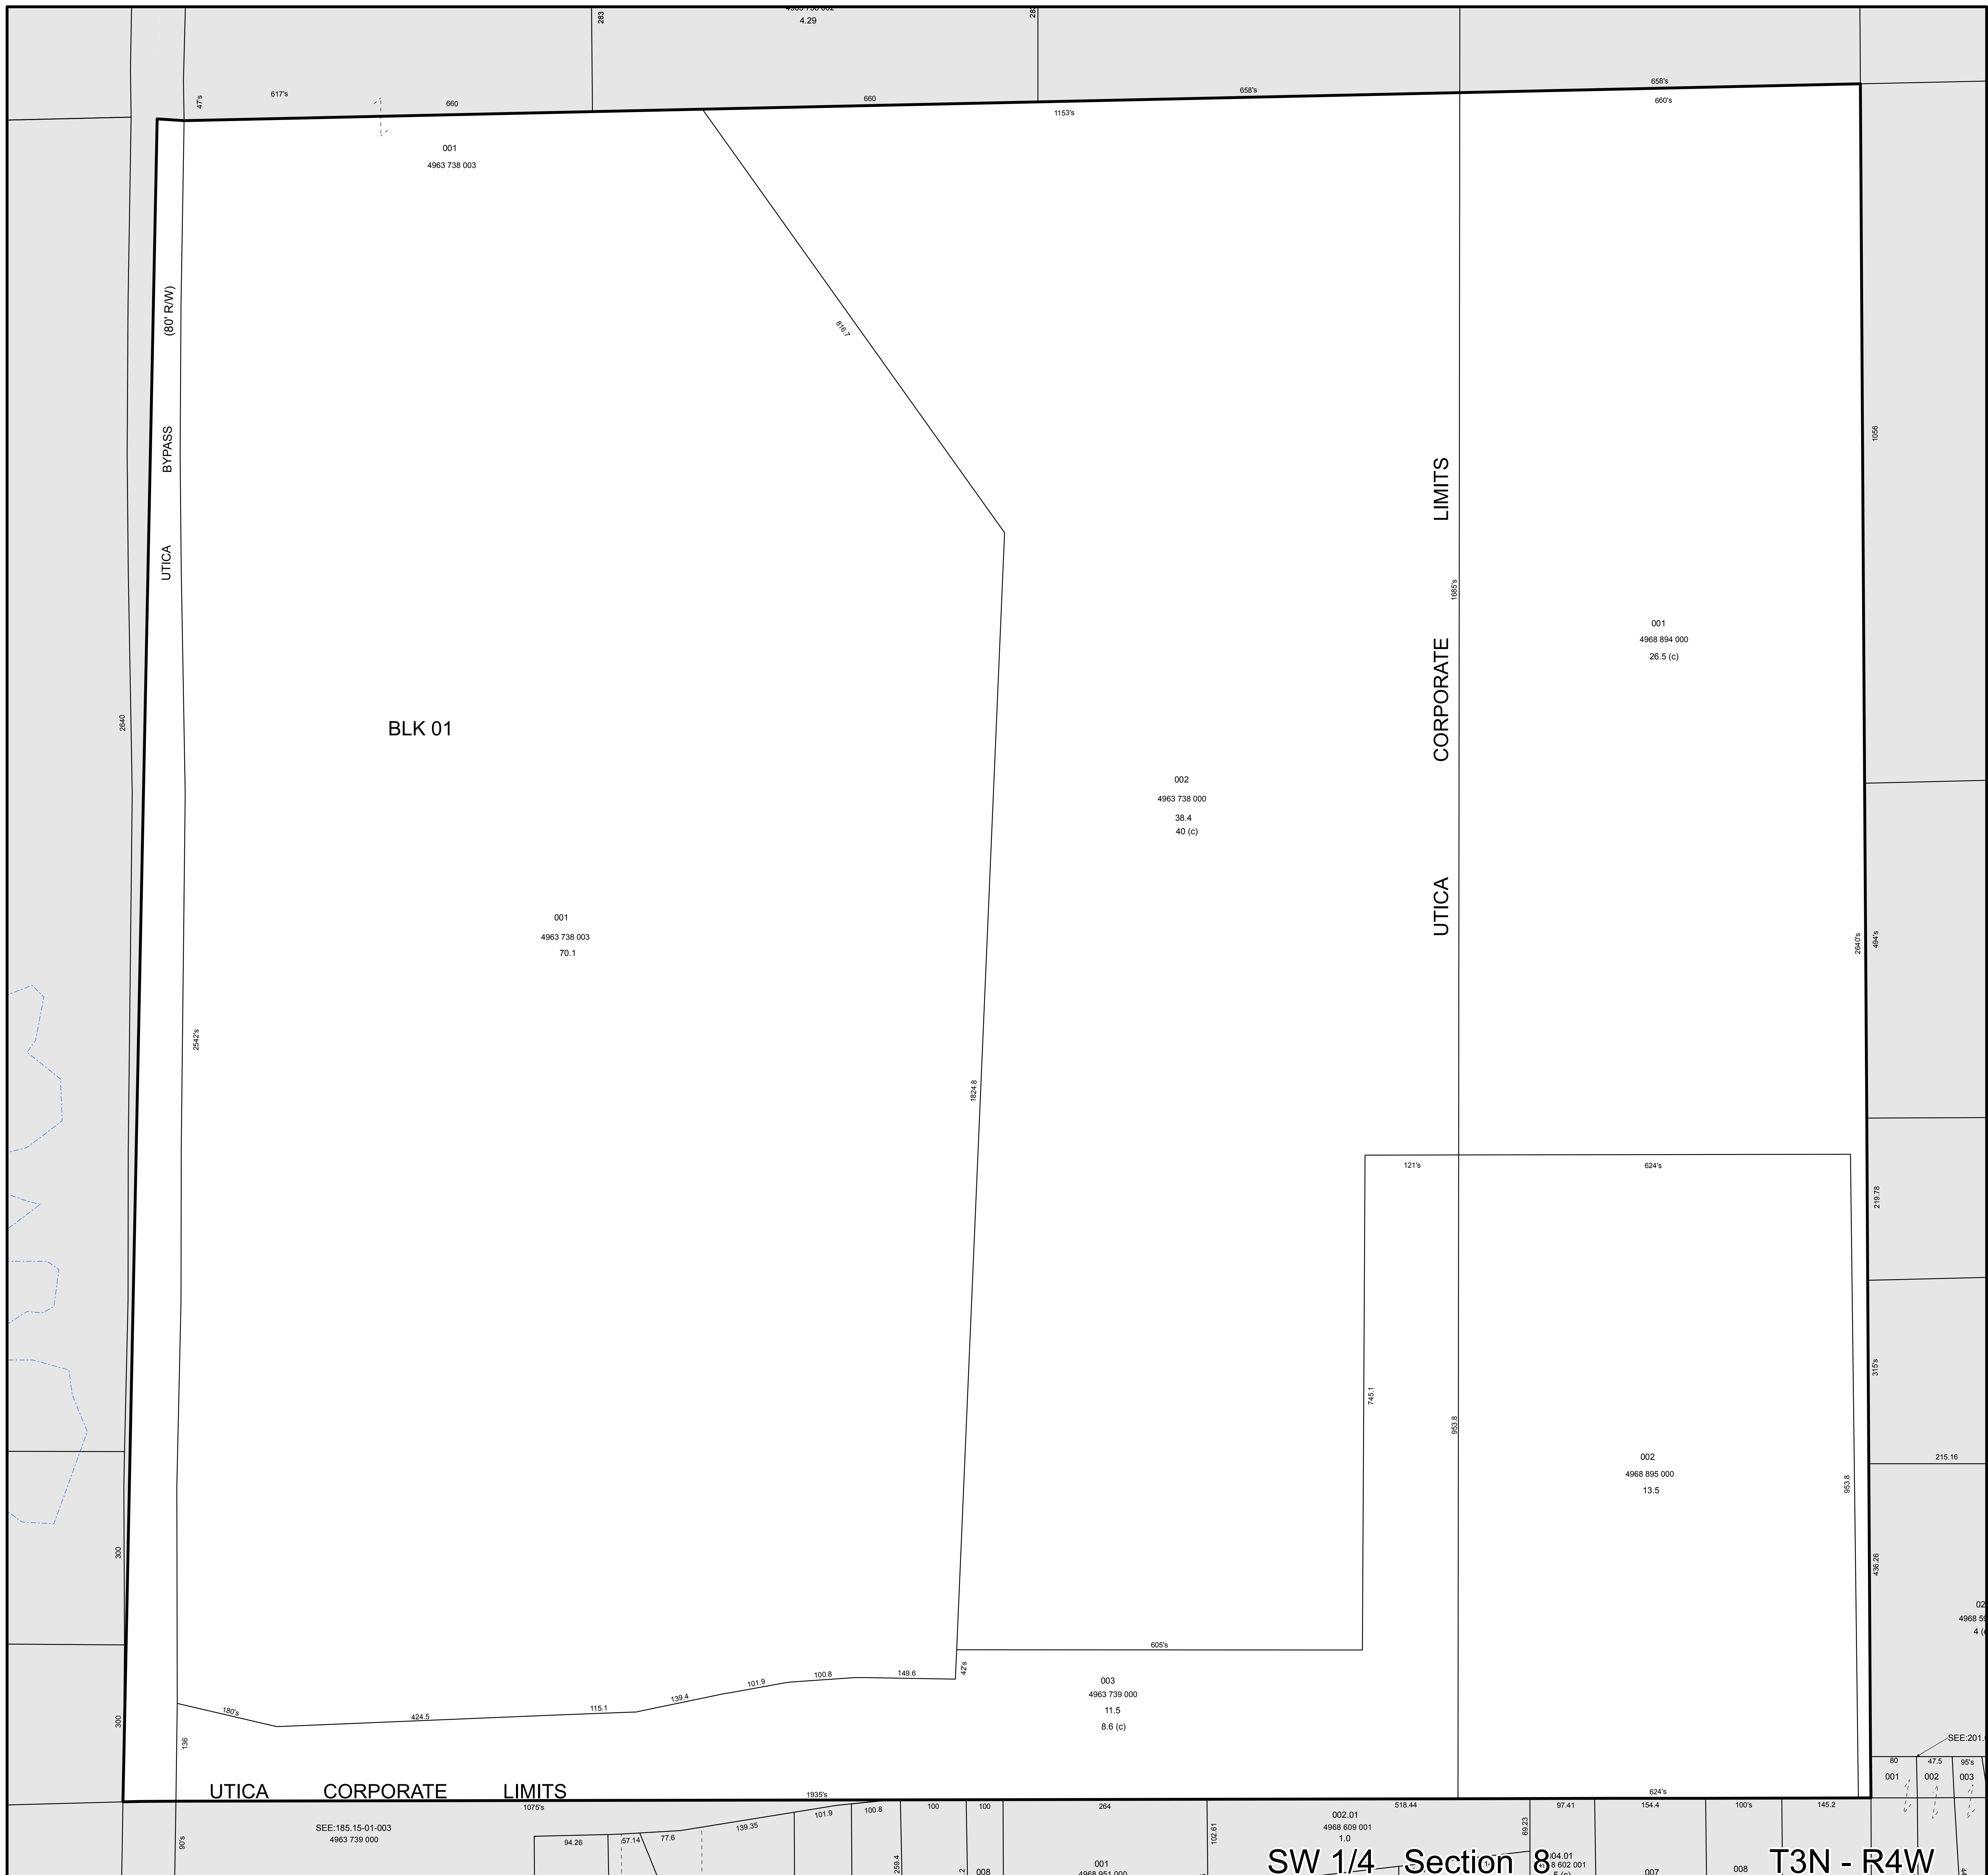 283
4.29
617's
47's
660
660
658's
658's
1153's
660's
001
4963 738 003
(80' R/W)
BYPASS
UTICA
816.7
1056
LIMITS
1685's
CORPORATE
UTICA
001
4968 894 000
26.5 (c)
2640
BLK 01
002
4963 738 000
38.4
40 (c)
001
4963 738 003
70.1
2640's
494's
2542's
1824.8
121's
624's
219.78
315's
745.1
953.8
002
4968 895 000
13.5
953.8
215.16
300
436.26
4 (
605's
42's
149.6
100.8
101.9
139.4
115.1
424.5
180's
003
4963 739 000
11.5
8.6 (c)
300
136
SEE:201.
80
47.5
95's
001
002
003
UTICA CORPORATE LIMITS
1935's
624's
1075's
101.9
100.8
100
100
264
518.44
97.41
154.4
100's
145.2
SEE:185.15-01-003
4963 739 000
90's
94.26
57.14
77.6
139.35
259.4
008
001
4968 951 000
102.61
002.01
4968 609 001
1.0
69.23
007
008
SW 1/4 Section 8
T3N - R4W